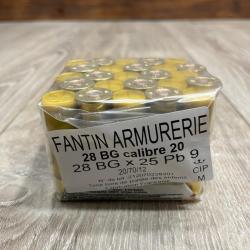 FANTIN ARMURERIE
28 BG calibre 20
28 BG x 25 Pb 9
20/70/12
CIP
M